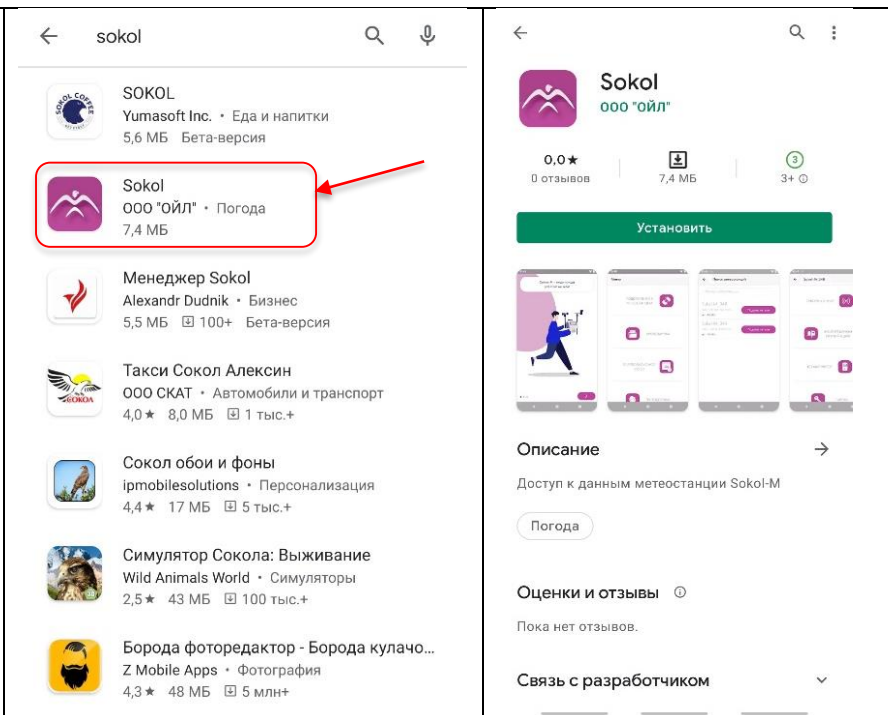 sokol
SOKOL
Yumasoft Inc. • Еда и напитки
5,6 МБ Бета-версия
Sokol
ООО "ОЙЛ" • Погода
7,4 МБ
Менеджер Sokol
Alexandr Dudnik • Бизнес
5,5 МБ 100+ Бета-версия
Такси Сокол Алексин
ООО СКАТ • Автомобили и транспорт
4,0★ 8,0 МБ 1 тыс.+
Сокол обои и фоны
ipmobilesolutions • Персонализация
4,4★ 17 МБ 5 тыс.+
Симулятор Сокола: Выживание
Wild Animals World • Симуляторы
2,5★ 43 МБ 100 тыс.+
Борода фоторедактор - Борода кулачо...
Z Mobile Apps • Фотография
4,3★ 48 МБ 5 млн+
Sokol
ООО "ОЙЛ"
0,0★
0 отзывов
7,4 МБ
3
3+
Установить
Описание
Доступ к данным метеостанции Sokol-M
Погода
Оценки и отзывы
Пока нет отзывов.
Связь с разработчиком